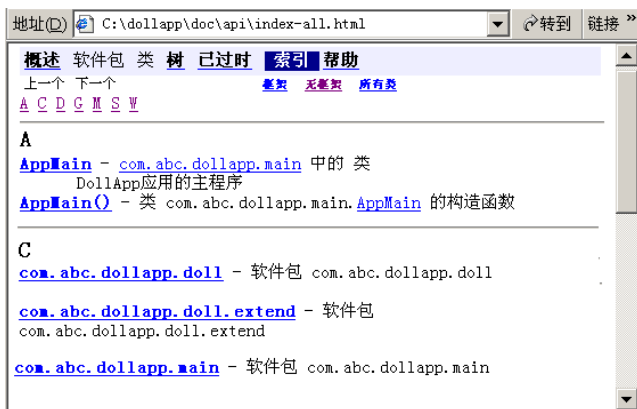 地址(D) C:\dollapp\doc\api\index-all.html 转到 链接 »
概述 软件包 类 树 已过时 索引 帮助
上一个 下一个 框架 无框架 所有类
A C D G M S W
A
AppMain - com.abc.dollapp.main 中的 类
DollApp应用的主程序
AppMain() - 类 com.abc.dollapp.main.AppMain 的构造函数
C
com.abc.dollapp.doll - 软件包 com.abc.dollapp.doll
com.abc.dollapp.doll.extend - 软件包
com.abc.dollapp.doll.extend
com.abc.dollapp.main - 软件包 com.abc.dollapp.main